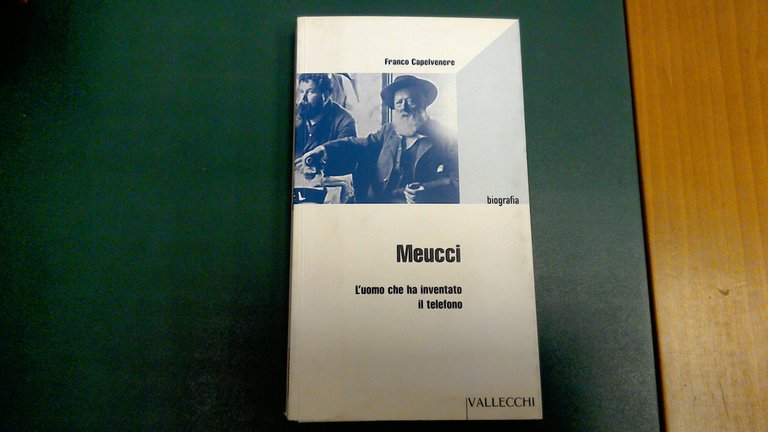 Franco Capelvenere
biografia
Meucci
L'uomo che ha inventato
il telefono
VALLECCHI